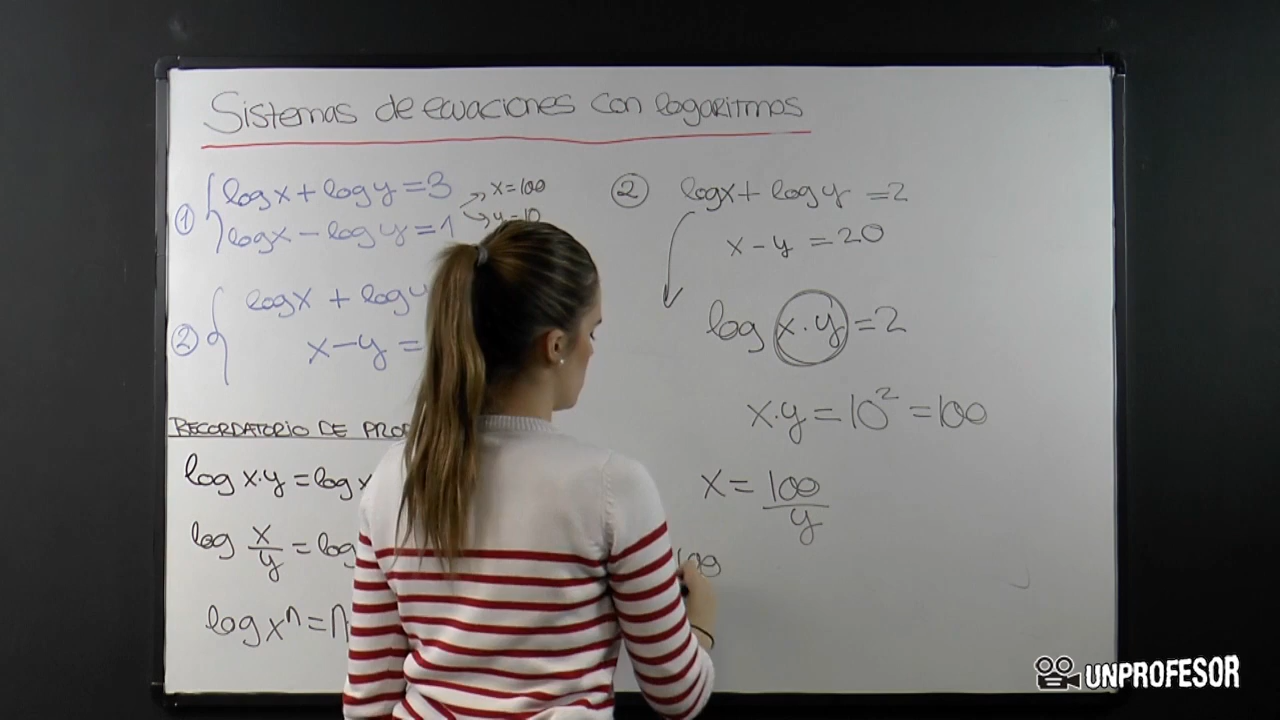 Sistemas de ecuaciones con logaritmos
① log x + log y = 3
log x − log y = 1
x = 100
② log x + log y
x − y =
RECORDATORIO DE
log x·y = log x
log x/y = log
log xⁿ = n
② log x + log y = 2
x − y = 20
log x·y = 2
x·y = 10² = 100
x = 100/y
UNPROFESOR